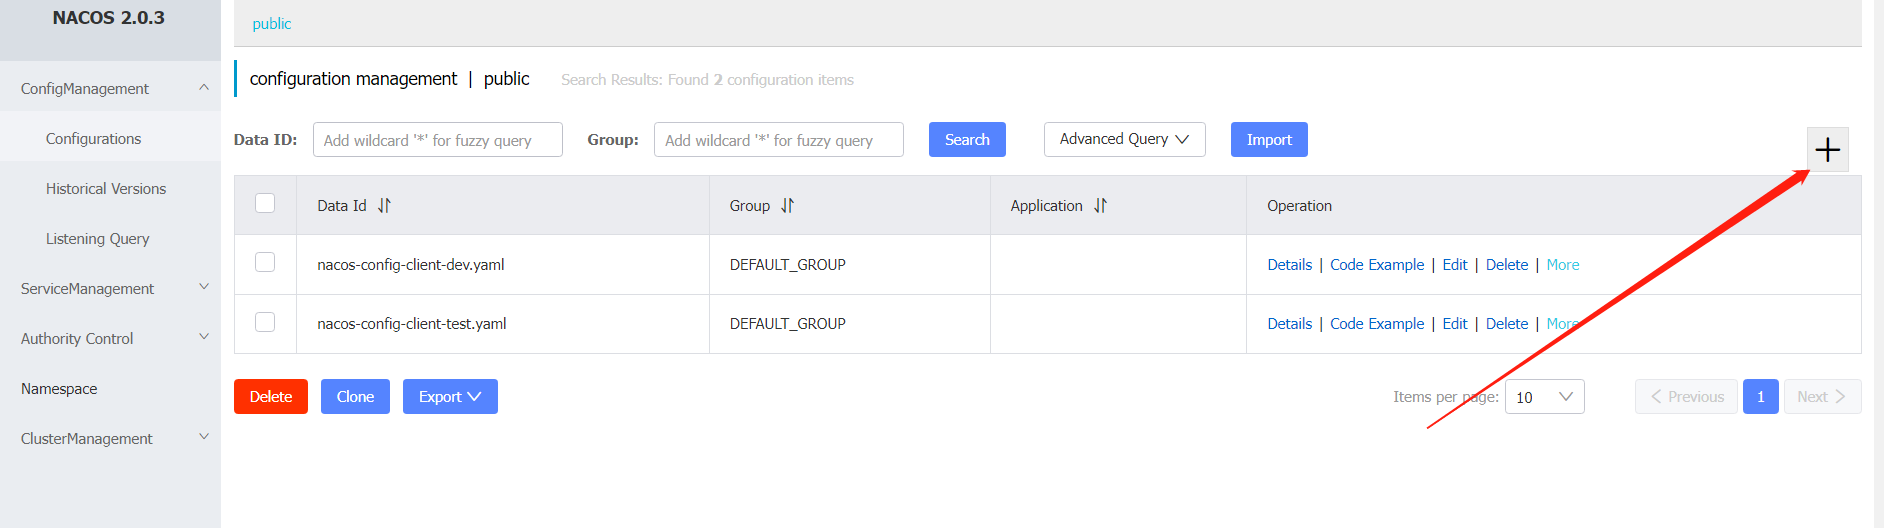 NACOS 2.0.3
ConfigManagement
Configurations
Historical Versions
Listening Query
ServiceManagement
Authority Control
Namespace
ClusterManagement
public
configuration management | public Search Results: Found 2 configuration items
Data ID: Add wildcard '*' for fuzzy query Group: Add wildcard '*' for fuzzy query Search Advanced Query Import
Data Id Group Application Operation
nacos-config-client-dev.yaml DEFAULT_GROUP Details | Code Example | Edit | Delete | More
nacos-config-client-test.yaml DEFAULT_GROUP Details | Code Example | Edit | Delete | More
Delete Clone Export Items per page: 10 Previous 1 Next